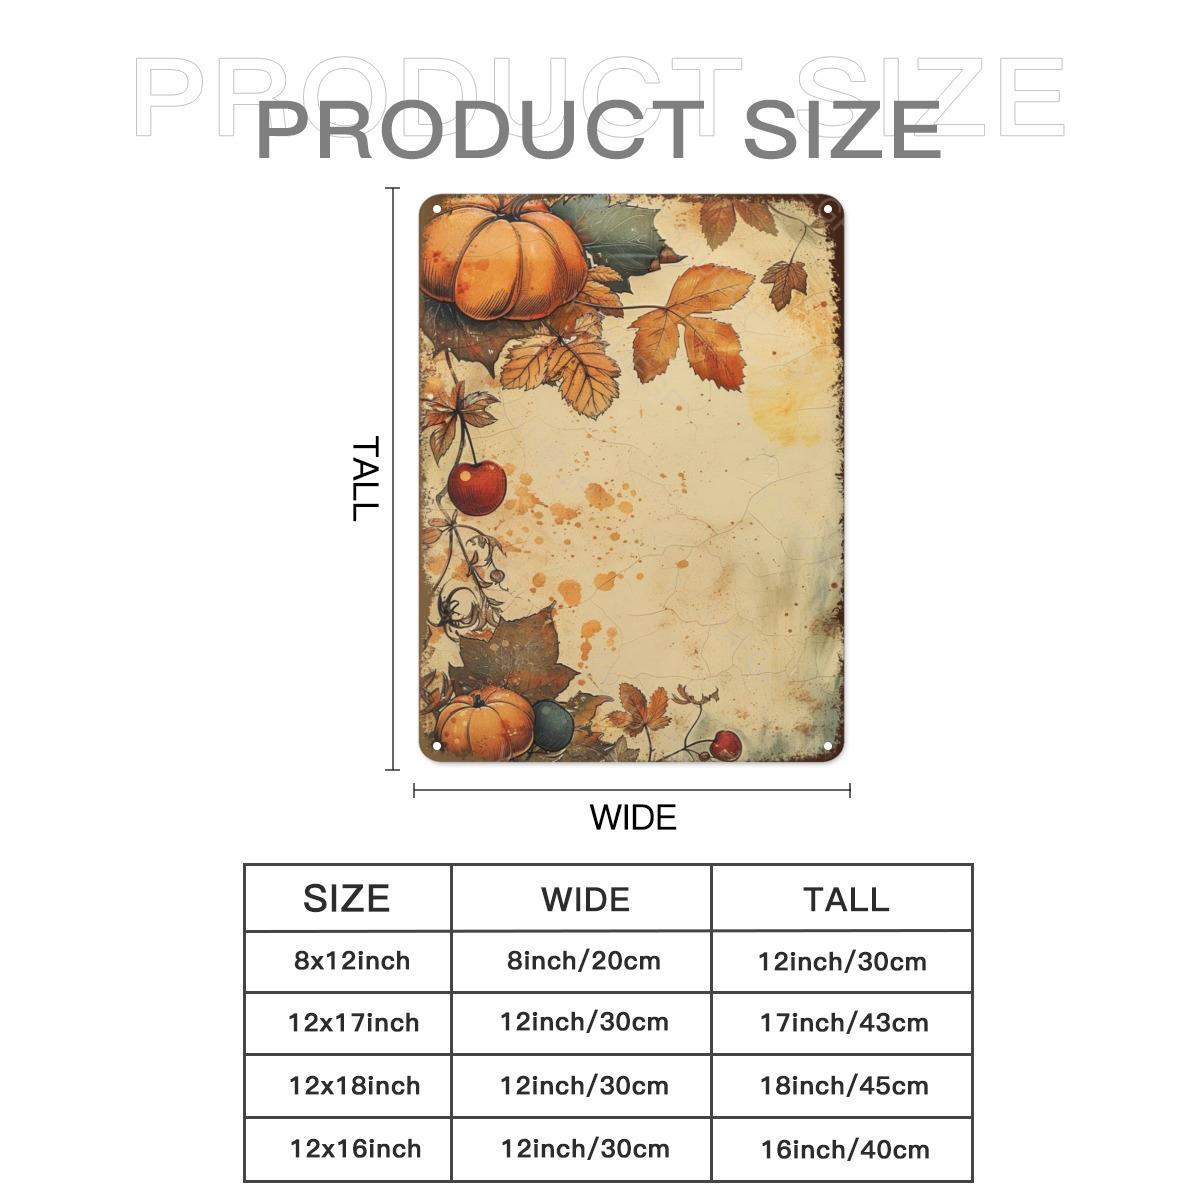 PRODUCT SIZE
PRODUCT SIZE
TALL
WIDE
SIZE WIDE TALL
8x12inch 8inch/20cm 12inch/30cm
12x17inch 12inch/30cm 17inch/43cm
12x18inch 12inch/30cm 18inch/45cm
12x16inch 12inch/30cm 16inch/40cm